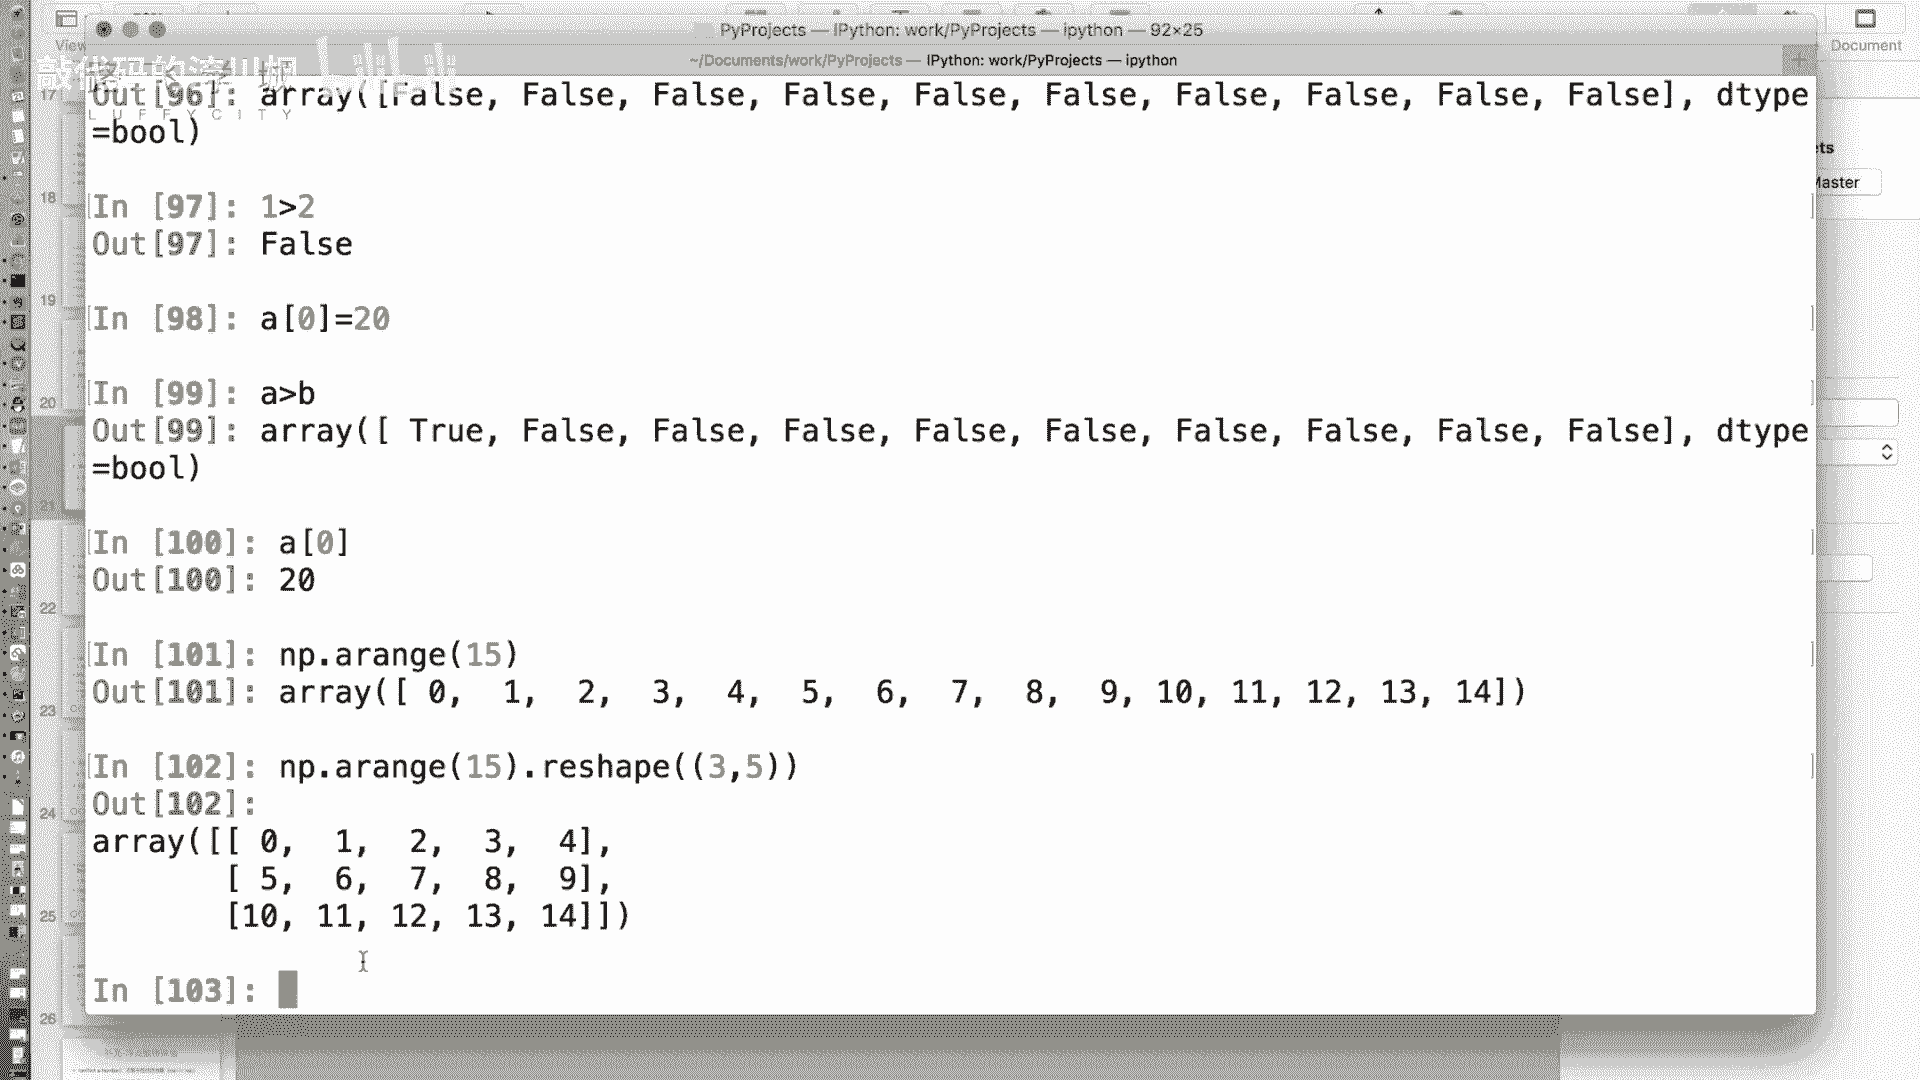 PyProjects — IPython: work/PyProjects — ipython — 92×25
View
Document
~/Documents/work/PyProjects — IPython: work/PyProjects — ipython
敲代码的
LUFFYCITY
Out[96]: array([False, False, False, False, False, False, False, False, False, False], dtype
=bool)
In [97]: 1>2
Out[97]: False
In [98]: a[0]=20
In [99]: a>b
Out[99]: array([ True, False, False, False, False, False, False, False, False, False], dtype
=bool)
In [100]: a[0]
Out[100]: 20
In [101]: np.arange(15)
Out[101]: array([ 0,  1,  2,  3,  4,  5,  6,  7,  8,  9, 10, 11, 12, 13, 14])
In [102]: np.arange(15).reshape((3,5))
Out[102]:
array([[ 0,  1,  2,  3,  4],
       [ 5,  6,  7,  8,  9],
       [10, 11, 12, 13, 14]])
In [103]:
17
18
19
20
21
22
23
24
25
26
ets
Master